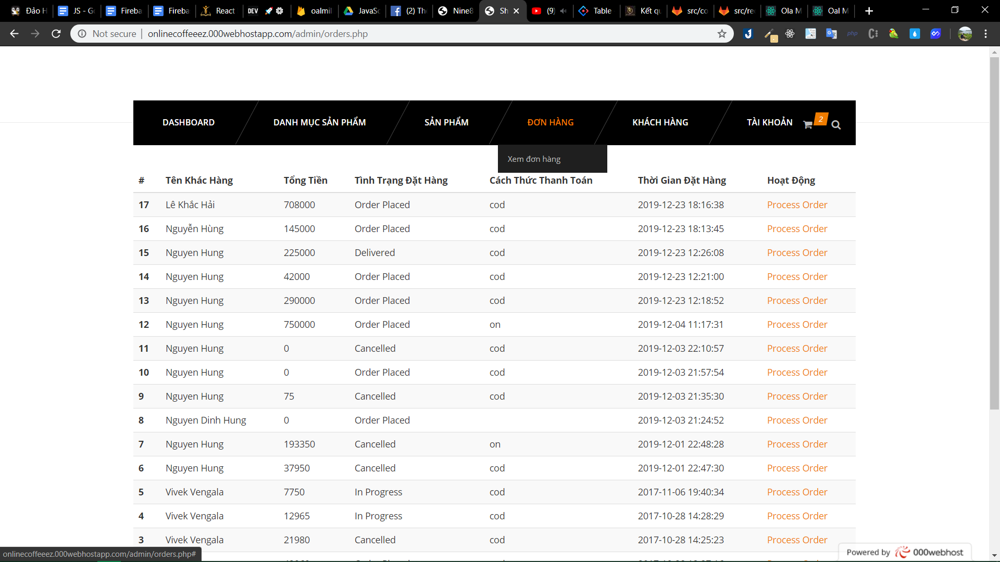 Đảo H JS - Go Fireba Fireba React DEV oalmil JavaSc (2) Th Nine8 Sh (9) Table Kết qu src/co src/re Ola M Oal M
Not secure | onlinecoffeeez.000webhostapp.com/admin/orders.php
DASHBOARD DANH MỤC SẢN PHẨM SẢN PHẨM ĐƠN HÀNG KHÁCH HÀNG TÀI KHOẢN 2
Xem đơn hàng
# Tên Khác Hàng Tổng Tiền Tình Trạng Đặt Hàng Cách Thức Thanh Toán Thời Gian Đặt Hàng Hoạt Động
17 Lê Khắc Hải 708000 Order Placed cod 2019-12-23 18:16:38 Process Order
16 Nguyễn Hùng 145000 Order Placed cod 2019-12-23 18:13:45 Process Order
15 Nguyen Hung 225000 Delivered cod 2019-12-23 12:26:08 Process Order
14 Nguyen Hung 42000 Order Placed cod 2019-12-23 12:21:00 Process Order
13 Nguyen Hung 290000 Order Placed cod 2019-12-23 12:18:52 Process Order
12 Nguyen Hung 750000 Order Placed on 2019-12-04 11:17:31 Process Order
11 Nguyen Hung 0 Cancelled cod 2019-12-03 22:10:57 Process Order
10 Nguyen Hung 0 Order Placed cod 2019-12-03 21:57:54 Process Order
9 Nguyen Hung 75 Cancelled cod 2019-12-03 21:35:30 Process Order
8 Nguyen Dinh Hung 0 Order Placed 2019-12-03 21:24:52 Process Order
7 Nguyen Hung 193350 Cancelled on 2019-12-01 22:48:28 Process Order
6 Nguyen Hung 37950 Cancelled cod 2019-12-01 22:47:30 Process Order
5 Vivek Vengala 7750 In Progress cod 2017-11-06 19:40:34 Process Order
4 Vivek Vengala 12965 In Progress cod 2017-10-28 14:28:29 Process Order
3 Vivek Vengala 21980 Cancelled cod 2017-10-28 14:25:23 Process Order
onlinecoffeeez.000webhostapp.com/admin/orders.php#
Powered by 000webhost